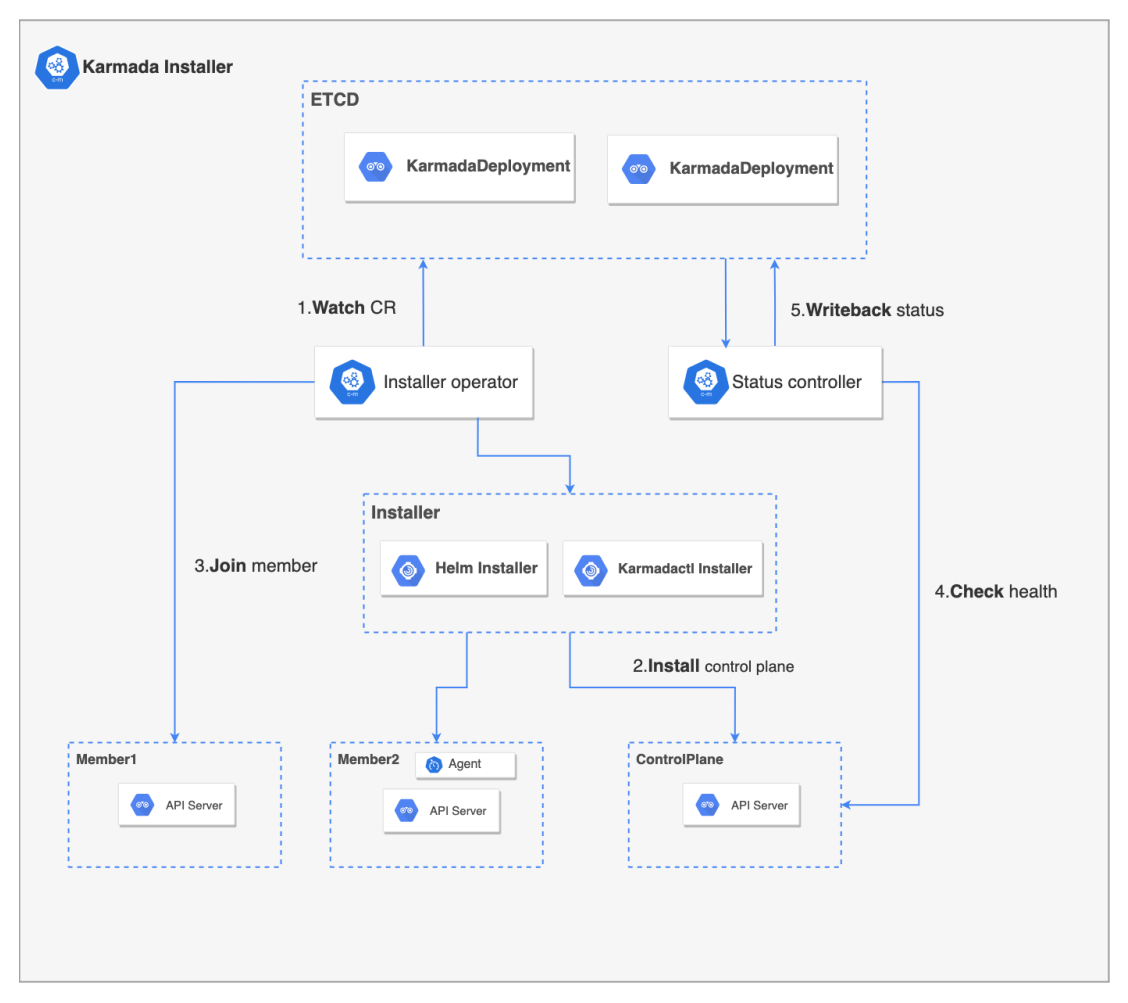 Karmada Installer
ETCD
KarmadaDeployment
KarmadaDeployment
1.Watch CR
5.Writeback status
c-m
Installer operator
c-m
Status controller
c-m
Installer
Helm Installer
Karmadactl Installer
3.Join member
4.Check health
2.Install control plane
Member1
API Server
Member2
Agent
API Server
ControlPlane
API Server